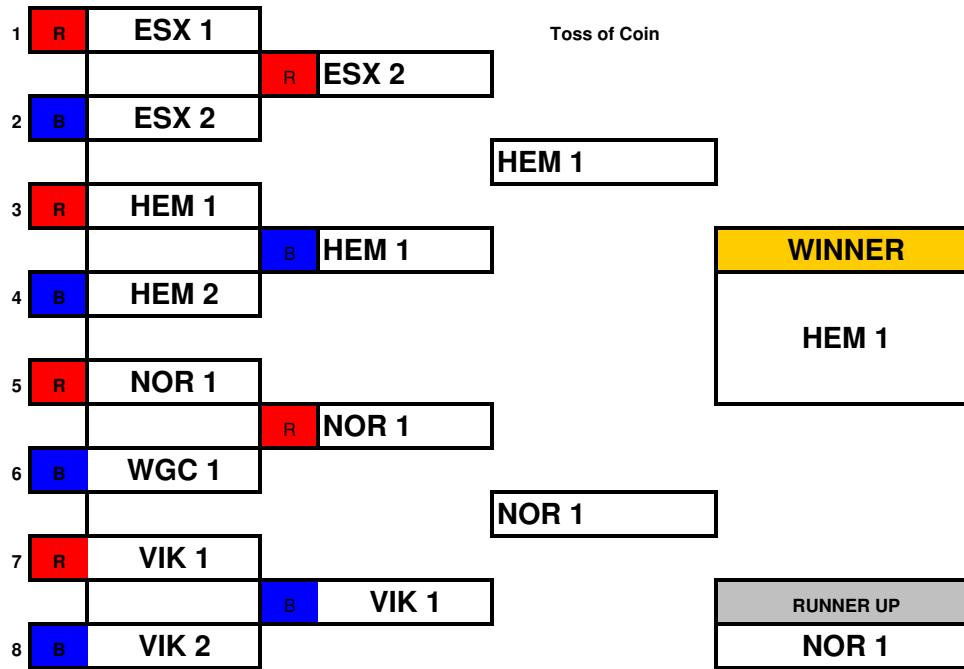 1 R ESX 1 Toss of Coin
R ESX 2
2 B ESX 2
HEM 1
3 R HEM 1
B HEM 1 WINNER
4 B HEM 2
HEM 1
5 R NOR 1
R NOR 1
6 B WGC 1
NOR 1
7 R VIK 1
B VIK 1 RUNNER UP
8 B VIK 2 NOR 1